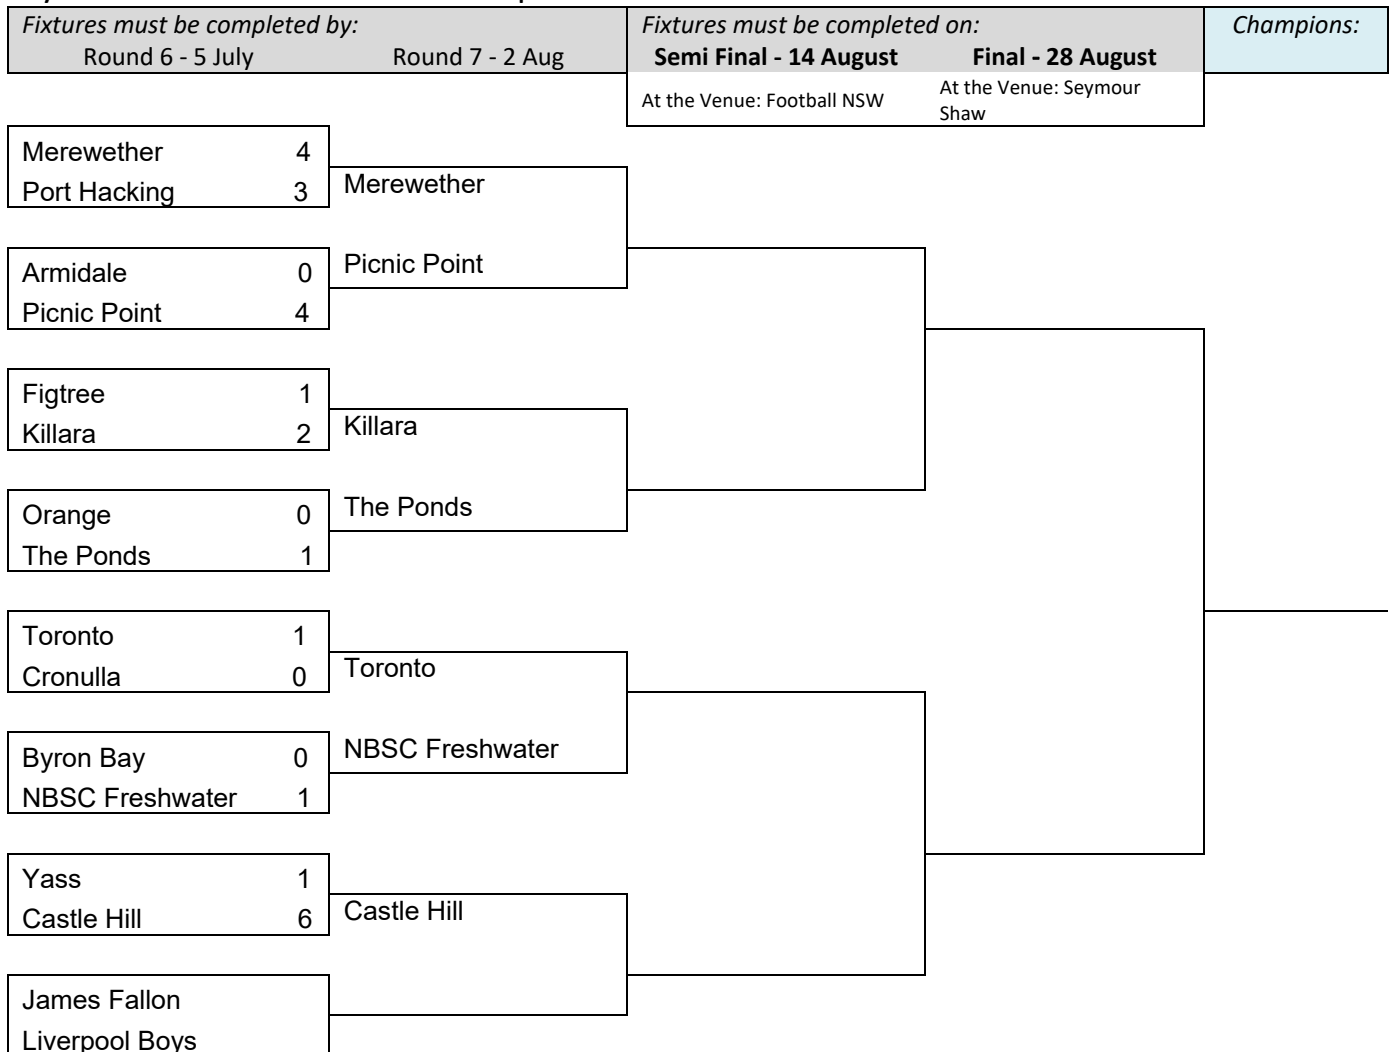 Fixtures must be completed by: Fixtures must be completed on: Champions:
Round 6 - 5 July Round 7 - 2 Aug Semi Final - 14 August Final - 28 August
At the Venue: Football NSW At the Venue: Seymour
Shaw
Merewether 4
Port Hacking 3
Merewether
Armidale 0
Picnic Point 4
Picnic Point
Figtree 1
Killara 2
Killara
Orange 0
The Ponds 1
The Ponds
Toronto 1
Cronulla 0
Toronto
Byron Bay 0
NBSC Freshwater 1
NBSC Freshwater
Yass 1
Castle Hill 6
Castle Hill
James Fallon
Liverpool Boys